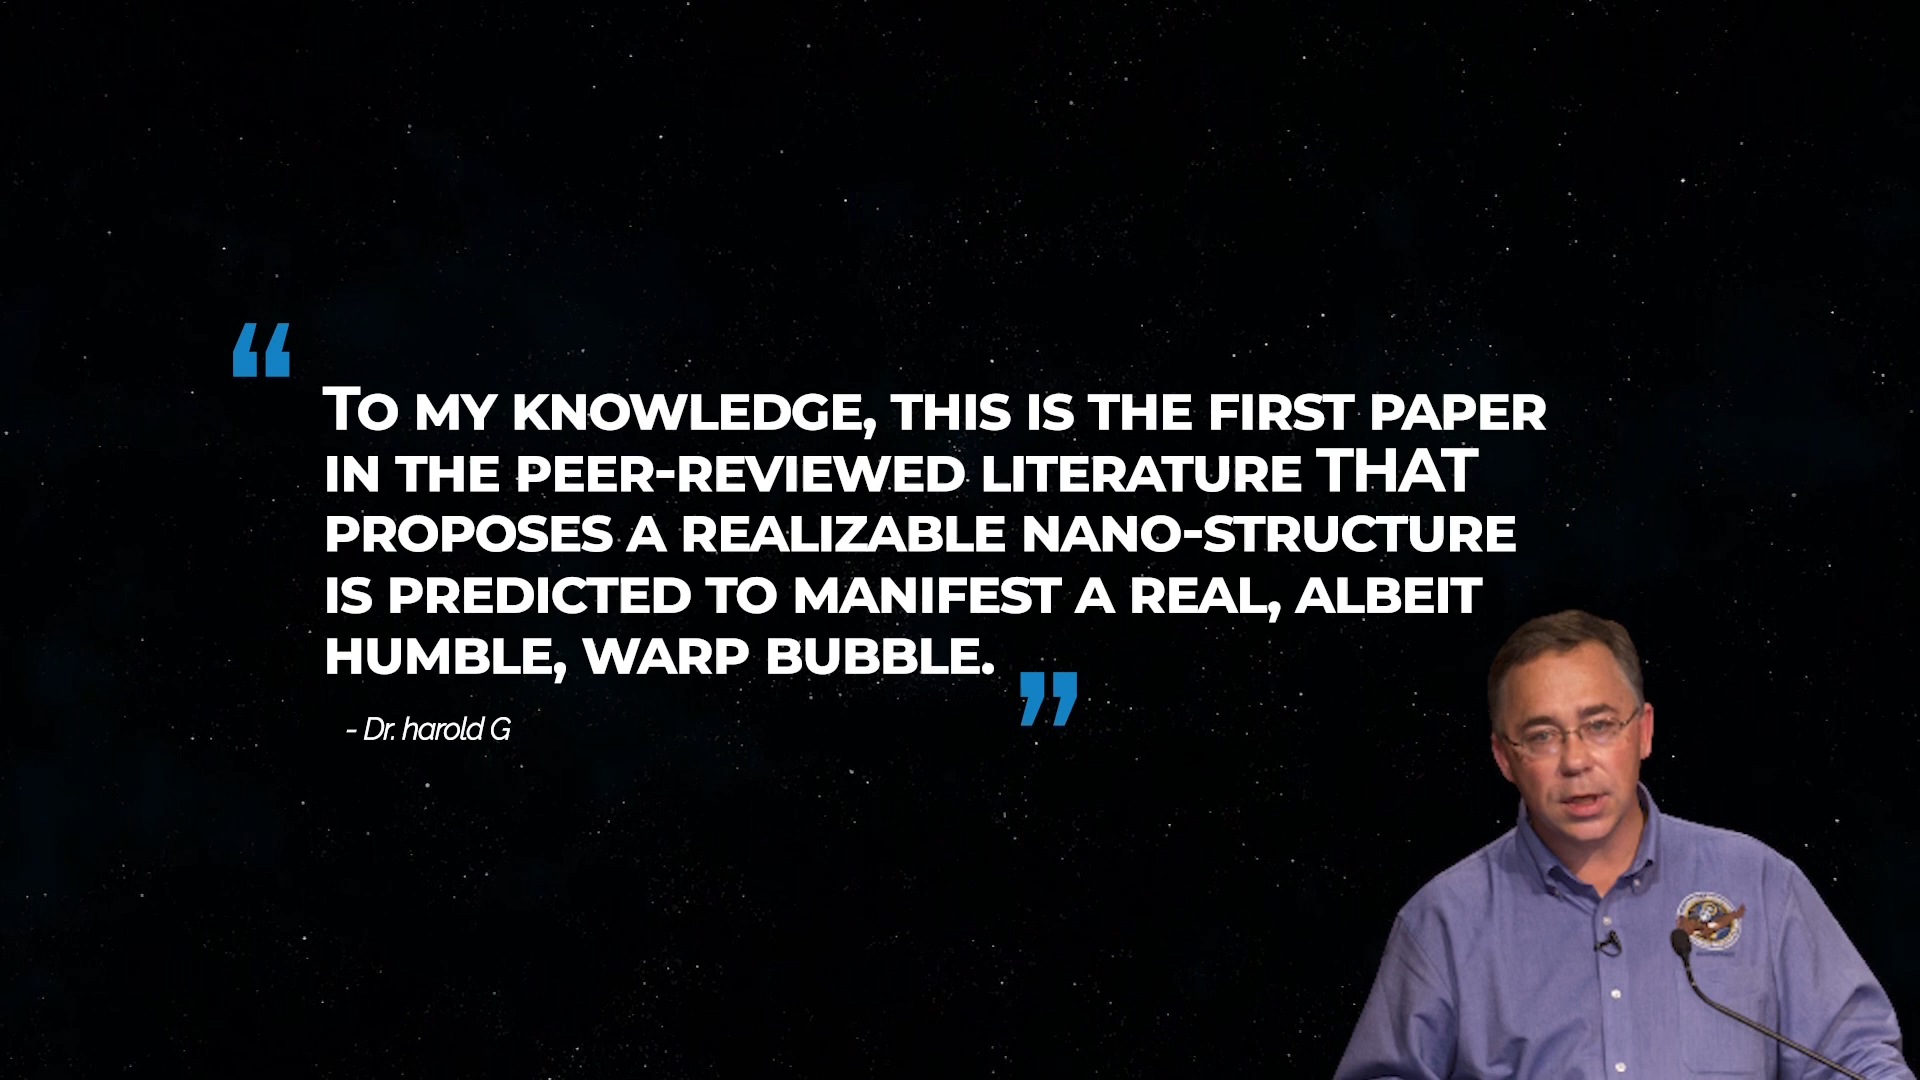 “
To my knowledge, this is the first paper
in the peer-reviewed literature THAT
proposes a realizable nano-structure
is predicted to manifest a real, albeit
humble, warp bubble.
”
- Dr. harold G